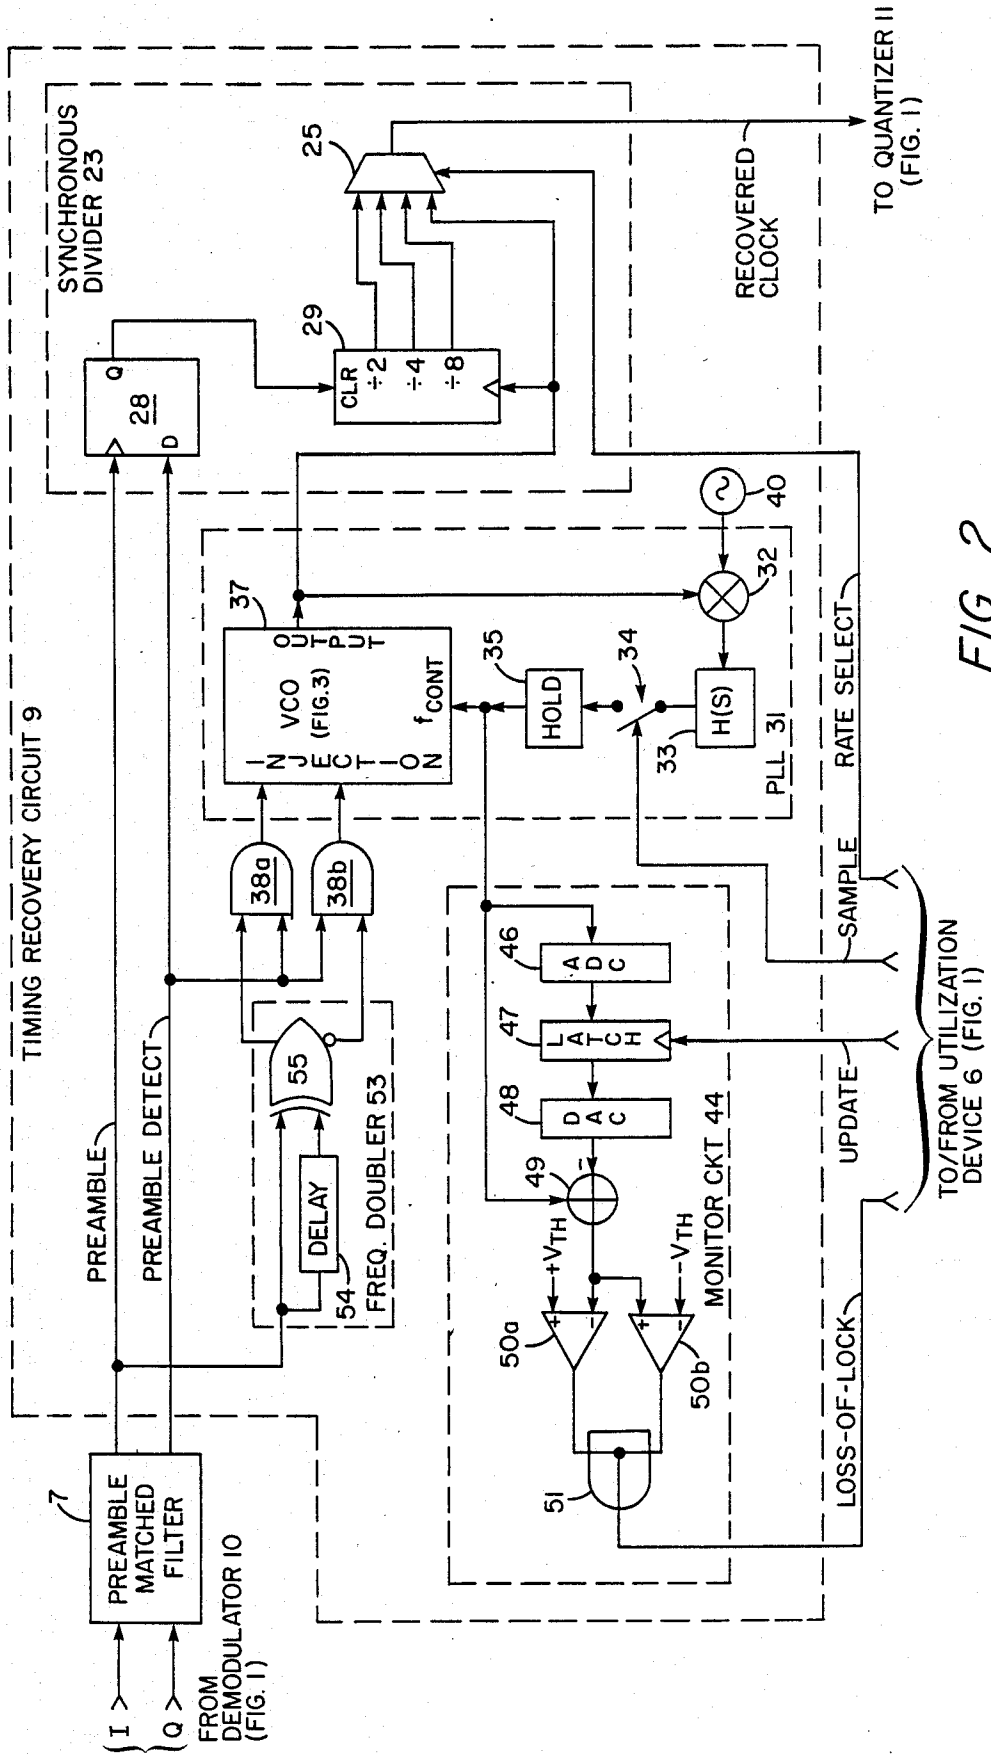 TIMING RECOVERY CIRCUIT 9
I
Q
FROM
DEMODULATOR 10
(FIG. 1)
7
PREAMBLE
MATCHED
FILTER
PREAMBLE
PREAMBLE DETECT
SYNCHRONOUS
DIVIDER 23
28
D
Q
29
CLR
÷2
÷4
÷8
25
RECOVERED
CLOCK
TO QUANTIZER 11
(FIG. 1)
54
DELAY
55
FREQ. DOUBLER 53
38a
38b
37
INJECTION
VCO
(FIG.3)
OUTPUT
fCONT
35
HOLD
34
33
H(S)
32
40
PLL 31
46
ADC
47
LATCH
48
DAC
49
-
+VTH
-VTH
50a
+
-
50b
+
-
51
MONITOR CKT 44
LOSS-OF-LOCK
UPDATE
SAMPLE
RATE SELECT
TO/FROM UTILIZATION
DEVICE 6 (FIG. 1)
FIG. 2